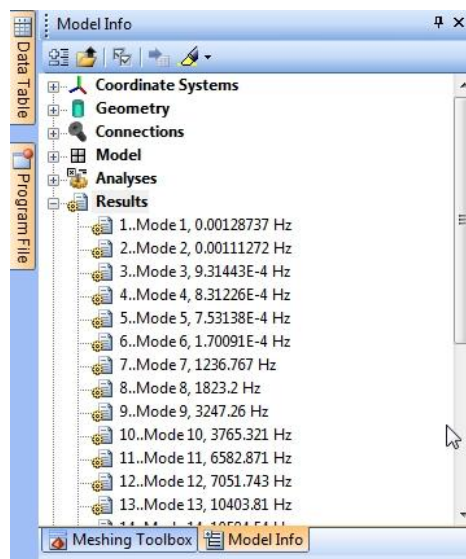 Model Info
Data Table
Program File
Coordinate Systems
Geometry
Connections
Model
Analyses
Results
1..Mode 1, 0.00128737 Hz
2..Mode 2, 0.00111272 Hz
3..Mode 3, 9.31443E-4 Hz
4..Mode 4, 8.31226E-4 Hz
5..Mode 5, 7.53138E-4 Hz
6..Mode 6, 1.70091E-4 Hz
7..Mode 7, 1236.767 Hz
8..Mode 8, 1823.2 Hz
9..Mode 9, 3247.26 Hz
10..Mode 10, 3765.321 Hz
11..Mode 11, 6582.871 Hz
12..Mode 12, 7051.743 Hz
13..Mode 13, 10403.81 Hz
Meshing Toolbox
Model Info